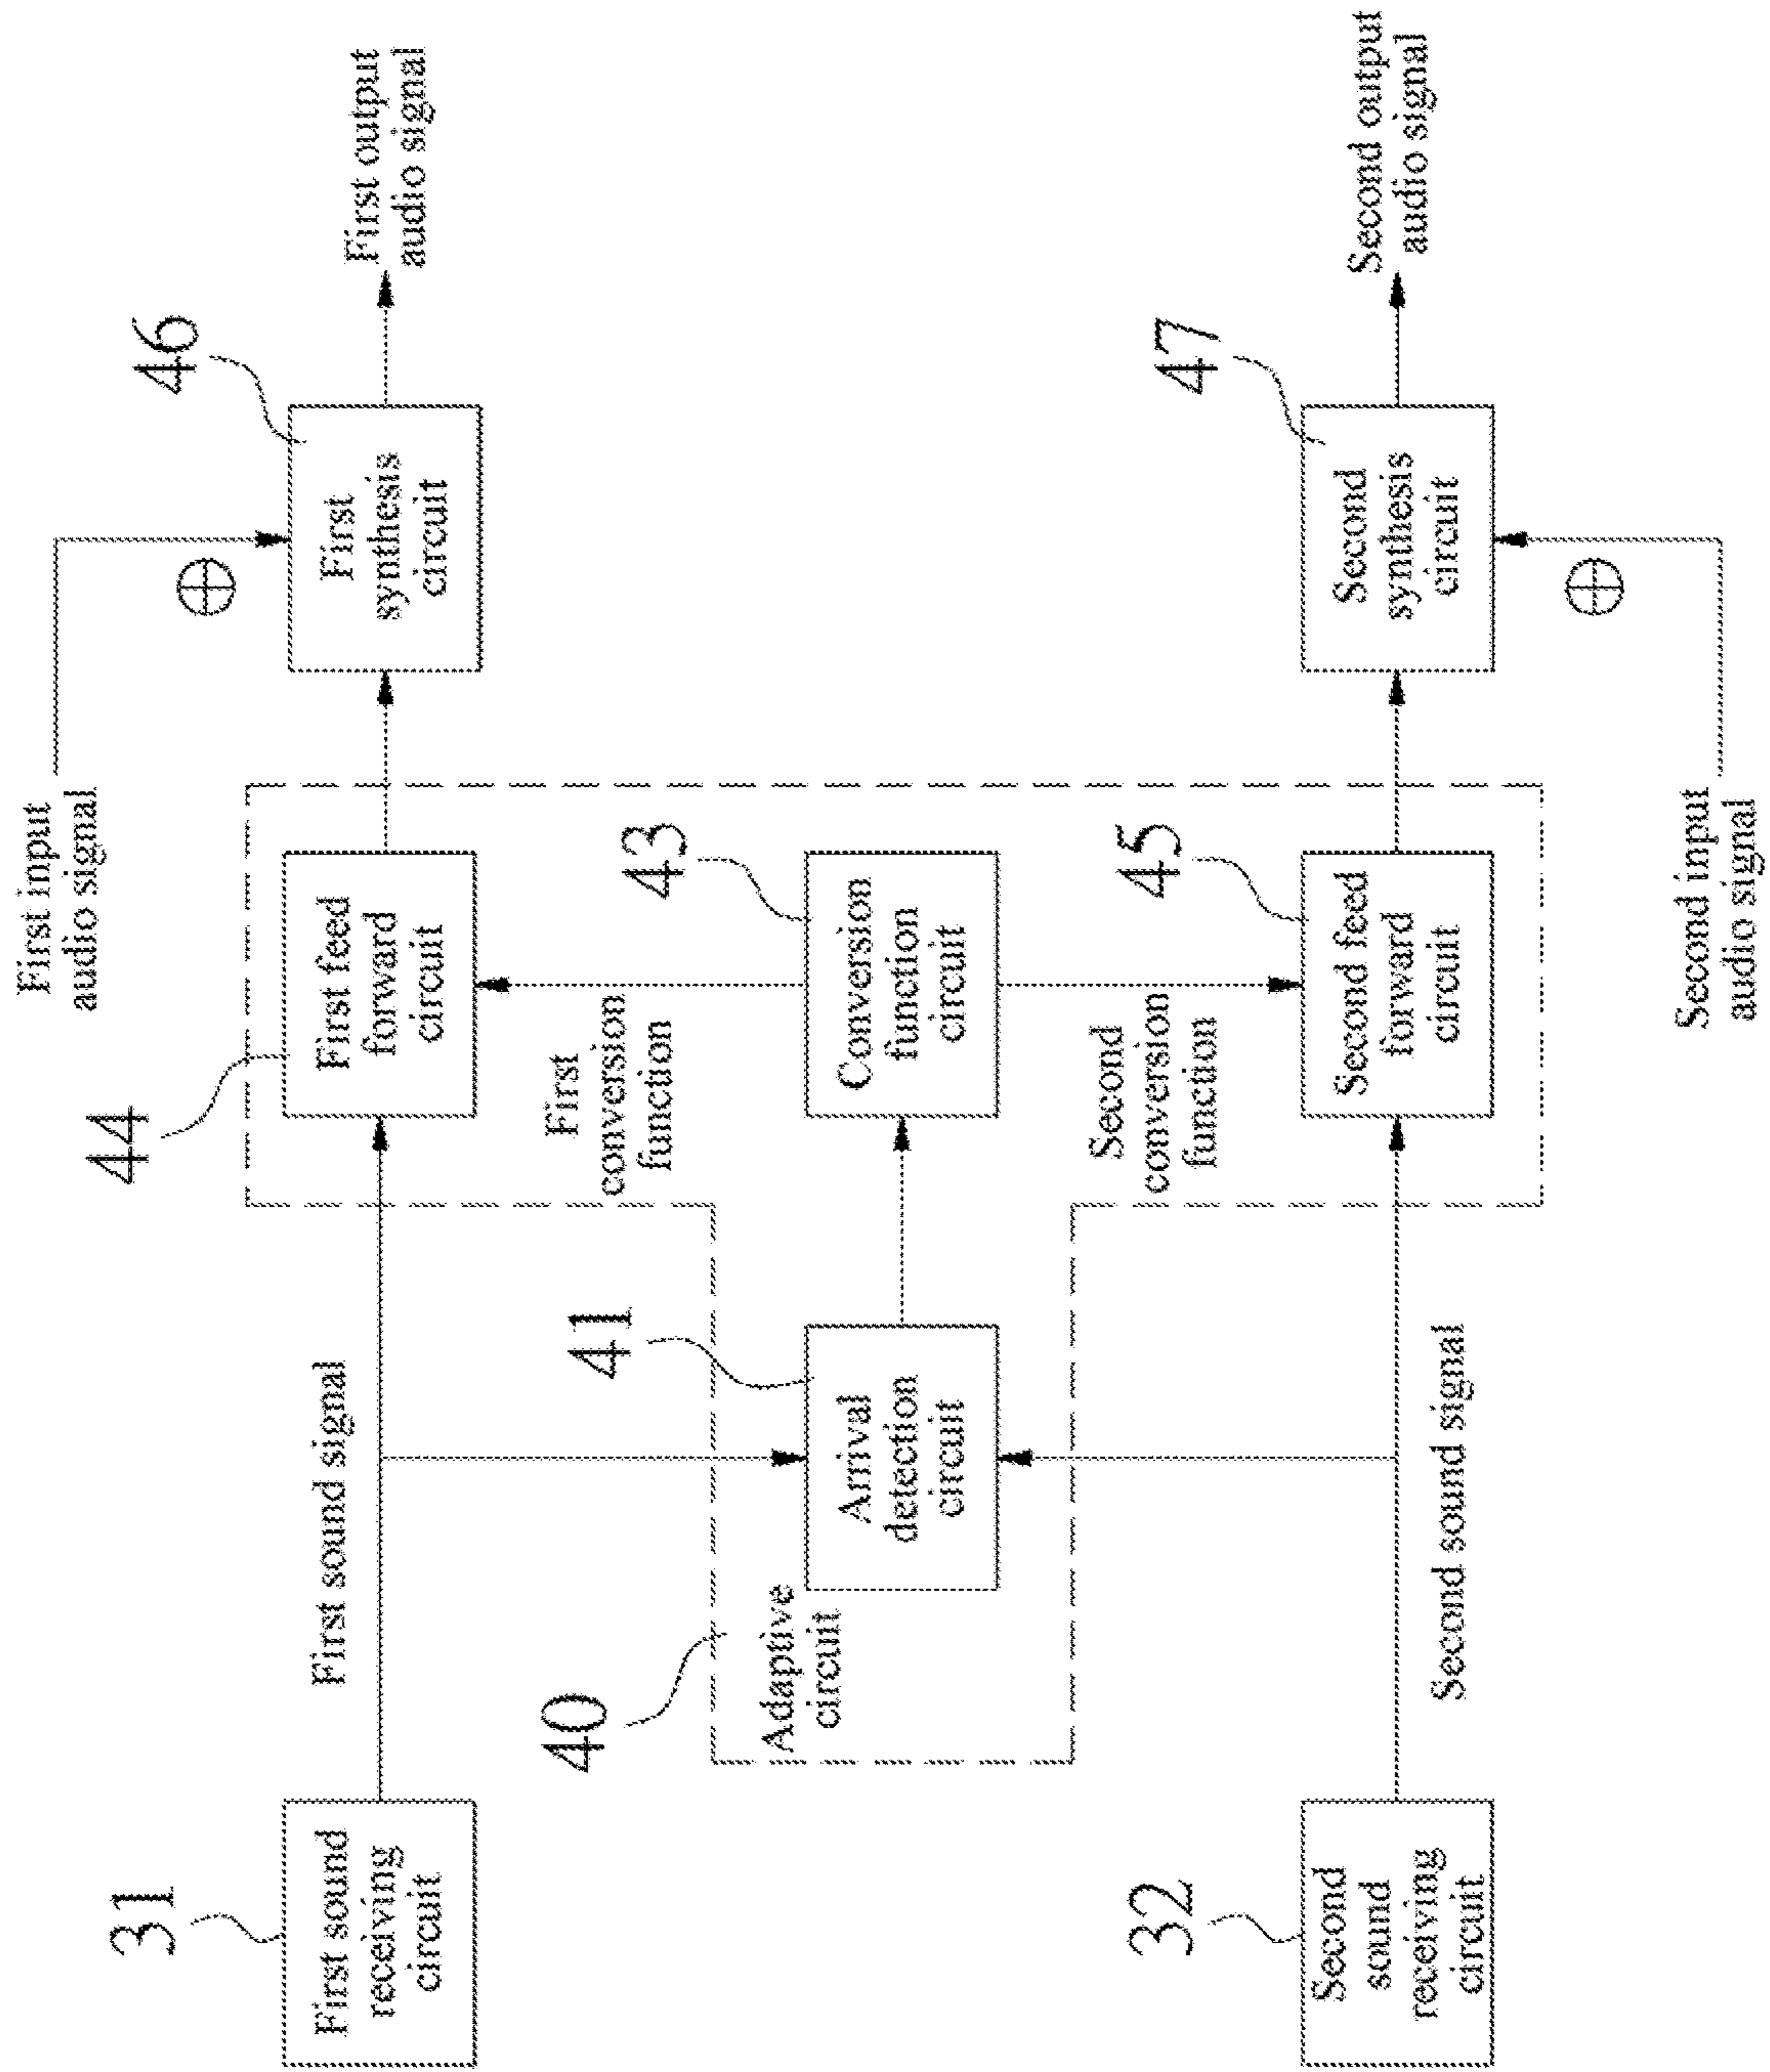 31
First sound
receiving
circuit
First sound signal
44
First feed
forward
circuit
First input
audio signal
46
First
synthesis
circuit
First output
audio signal
First
conversion
function
40
Adaptive
circuit
41
Arrival
detection
circuit
43
Conversion
function
circuit
Second
conversion
function
32
Second
sound
receiving
circuit
Second sound signal
45
Second feed
forward
circuit
47
Second
synthesis
circuit
Second output
audio signal
Second input
audio signal